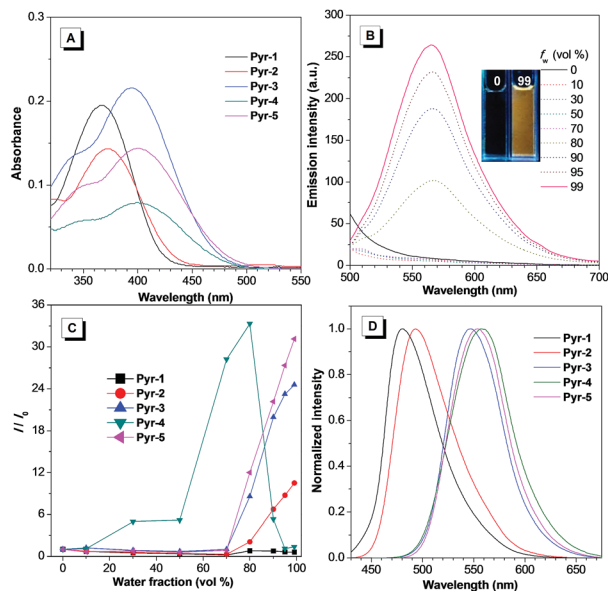 A
Pyr-1
Pyr-2
Pyr-3
Pyr-4
Pyr-5
Absorbance
0.3
0.2
0.1
0.0
350 400 450 500 550
Wavelength (nm)
B
fw (vol %)
0
10
30
50
70
80
90
95
99
0 99
Emission intensity (a.u.)
300
250
200
150
100
50
0
500 550 600 650 700
Wavelength (nm)
C
Pyr-1
Pyr-2
Pyr-3
Pyr-4
Pyr-5
I / I0
36
30
24
18
12
6
0
0 20 40 60 80 100
Water fraction (vol %)
D
Pyr-1
Pyr-2
Pyr-3
Pyr-4
Pyr-5
Normalized intensity
1.0
0.8
0.6
0.4
0.2
0.0
450 500 550 600 650
Wavelength (nm)